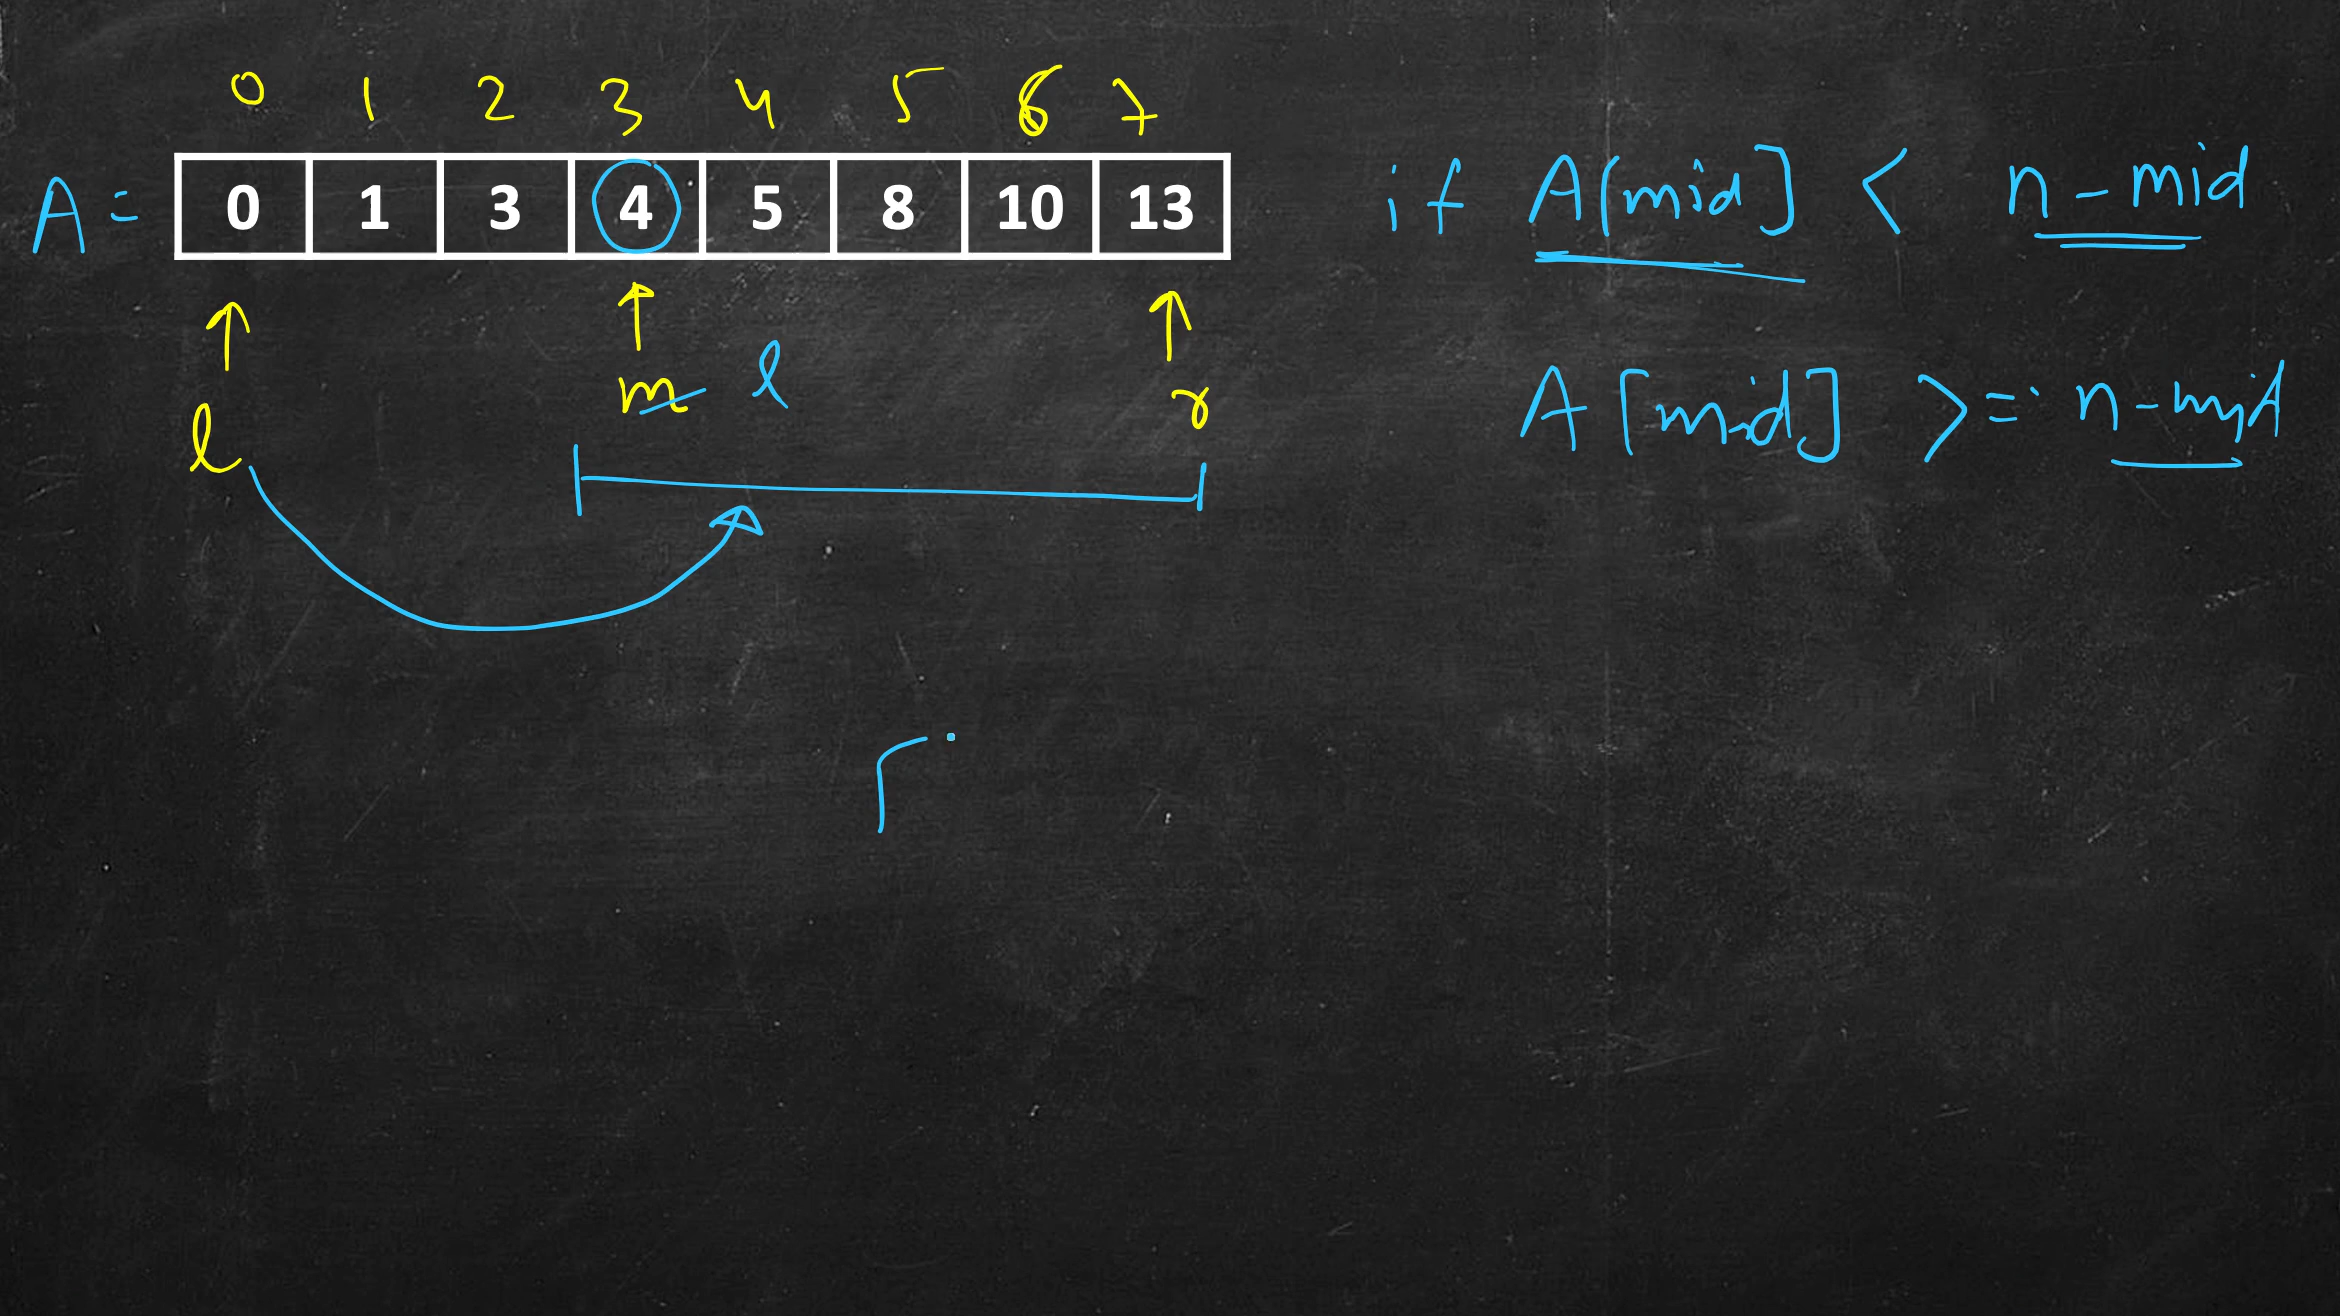 0 1 2 3 4 5 6 7
A = 0 1 3 4 5 8 10 13
if A[mid] < n - mid
A[mid] >= n - mid
l m l r